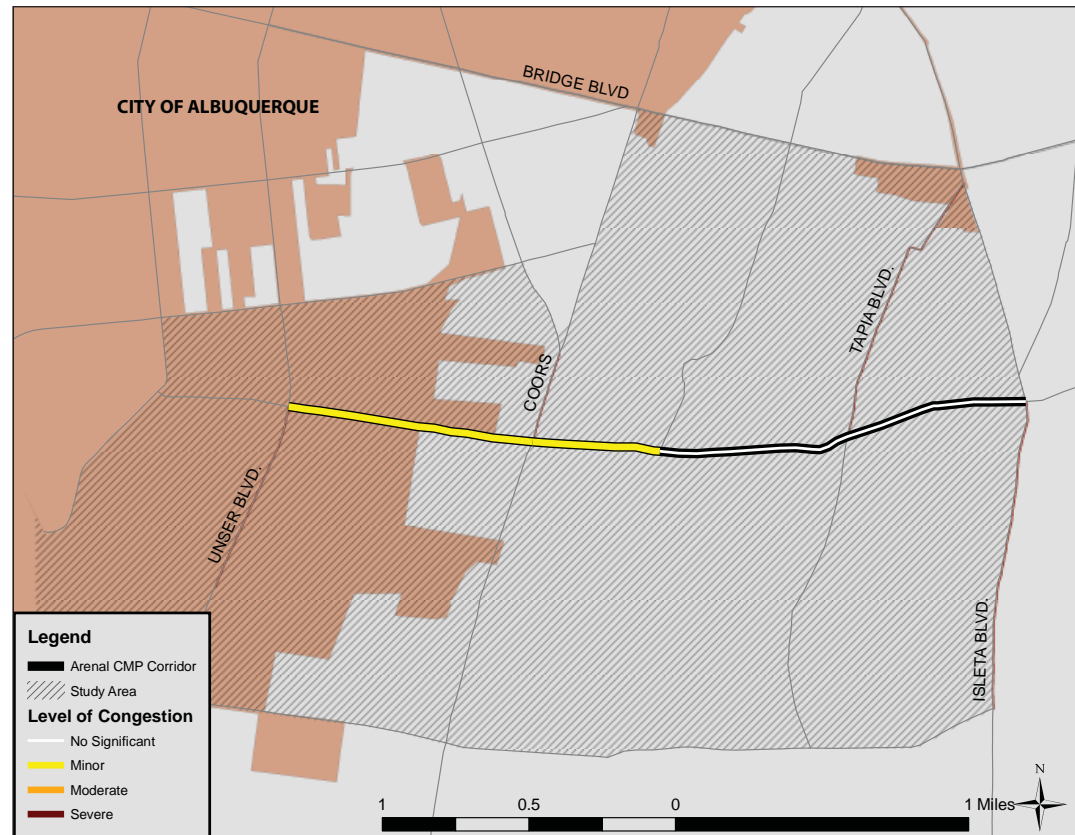 BRIDGE BLVD
CITY OF ALBUQUERQUE
TAPIA BLVD.
COORS
UNSER BLVD.
ISLETA BLVD.
Legend
Arenal CMP Corridor
Study Area
Level of Congestion
No Significant
Minor
Moderate
Severe
1 0.5 0 1 Miles
N